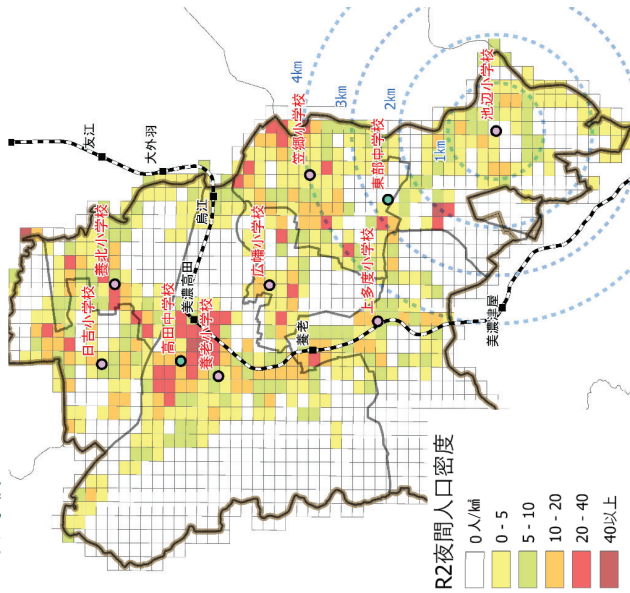 R2夜間人口密度
0人/k㎡
0 - 5
5 - 10
10 - 20
20 - 40
40以上
友江
大外羽
烏江
美濃高田
養老
美濃津屋
日吉小学校
養北小学校
高田中学校
養老小学校
広幡小学校
上多度小学校
笠郷小学校
東部中学校
池辺小学校
1km
2km
3km
4km